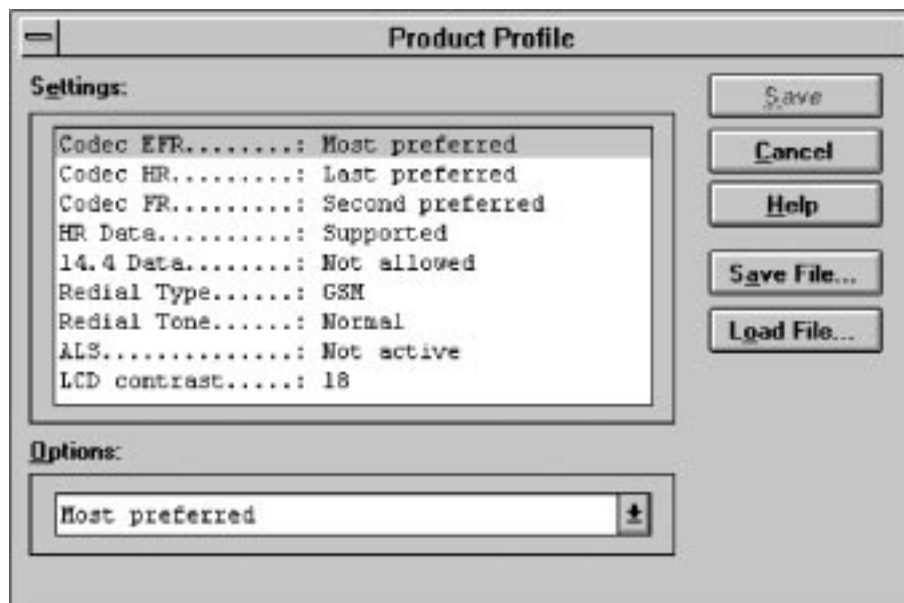 Product Profile
Settings:
Codec EFR........: Most preferred
Codec HR.........: Last preferred
Codec FR.........: Second preferred
HR Data..........: Supported
14.4 Data........: Not allowed
Redial Type......: GSM
Redial Tone......: Normal
ALS..............: Not active
LCD contrast.....: 18
Save
Cancel
Help
Save File...
Load File...
Options:
Most preferred